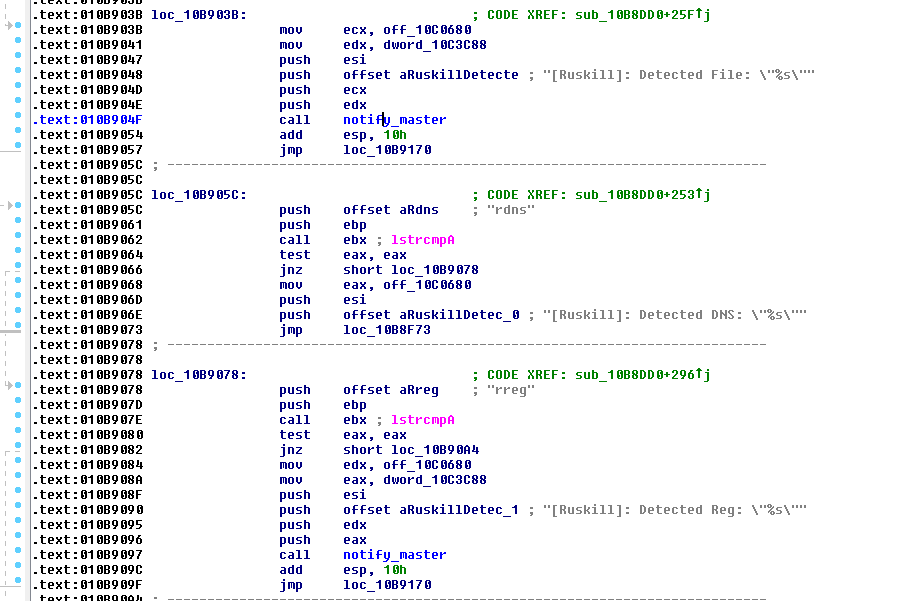 .text:010B903B
.text:010B903B loc_10B903B: ; CODE XREF: sub_10B8DD0+25F↑j
.text:010B903B mov ecx, off_10C0680
.text:010B9041 mov edx, dword_10C3C88
.text:010B9047 push esi
.text:010B9048 push offset aRuskillDetecte ; "[Ruskill]: Detected File: \"%s\""
.text:010B904D push ecx
.text:010B904E push edx
.text:010B904F call notify_master
.text:010B9054 add esp, 10h
.text:010B9057 jmp loc_10B9170
.text:010B905C ; ---------------------------------------------------------------------------
.text:010B905C
.text:010B905C loc_10B905C: ; CODE XREF: sub_10B8DD0+253↑j
.text:010B905C push offset aRdns ; "rdns"
.text:010B9061 push ebp
.text:010B9062 call ebx ; lstrcmpA
.text:010B9064 test eax, eax
.text:010B9066 jnz short loc_10B9078
.text:010B9068 mov eax, off_10C0680
.text:010B906D push esi
.text:010B906E push offset aRuskillDetec_0 ; "[Ruskill]: Detected DNS: \"%s\""
.text:010B9073 jmp loc_10B8F73
.text:010B9078 ; ---------------------------------------------------------------------------
.text:010B9078
.text:010B9078 loc_10B9078: ; CODE XREF: sub_10B8DD0+296↑j
.text:010B9078 push offset aRreg ; "rreg"
.text:010B907D push ebp
.text:010B907E call ebx ; lstrcmpA
.text:010B9080 test eax, eax
.text:010B9082 jnz short loc_10B90A4
.text:010B9084 mov edx, off_10C0680
.text:010B908A mov eax, dword_10C3C88
.text:010B908F push esi
.text:010B9090 push offset aRuskillDetec_1 ; "[Ruskill]: Detected Reg: \"%s\""
.text:010B9095 push edx
.text:010B9096 push eax
.text:010B9097 call notify_master
.text:010B909C add esp, 10h
.text:010B909F jmp loc_10B9170
.text:010B90A4 ; ---------------------------------------------------------------------------